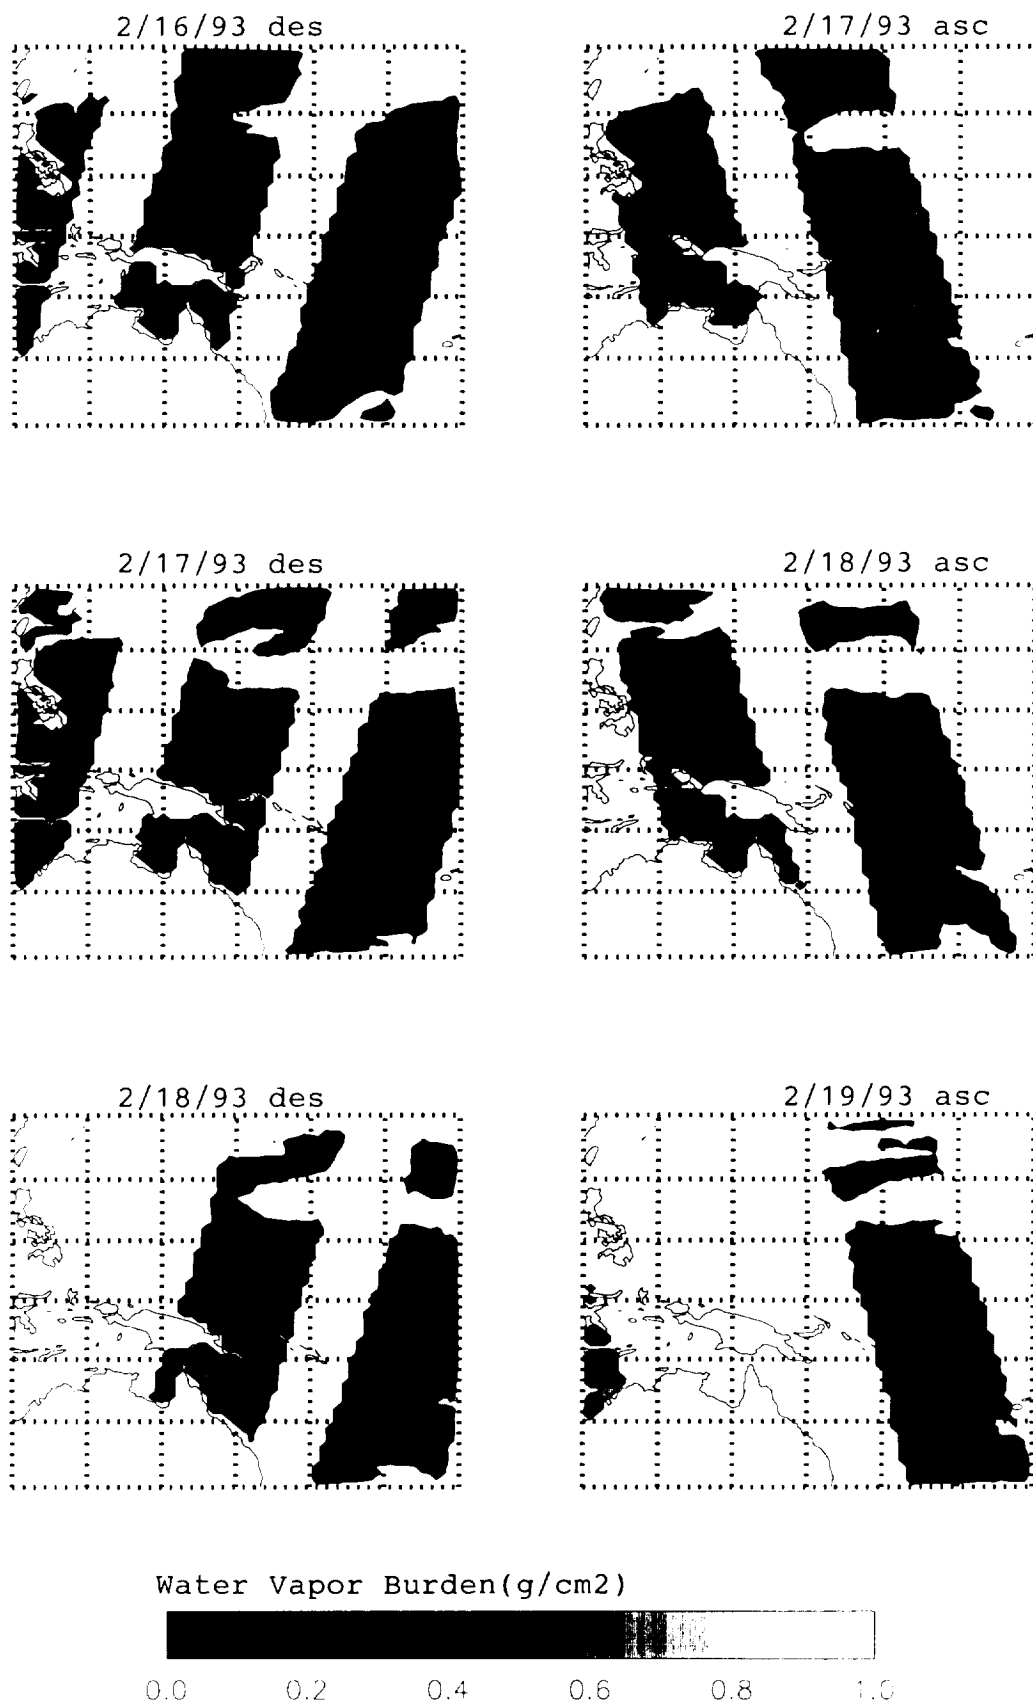 2/16/93 des
2/17/93 asc
2/17/93 des
2/18/93 asc
2/18/93 des
2/19/93 asc
Water Vapor Burden(g/cm2)
0.0 0.2 0.4 0.6 0.8 1.0